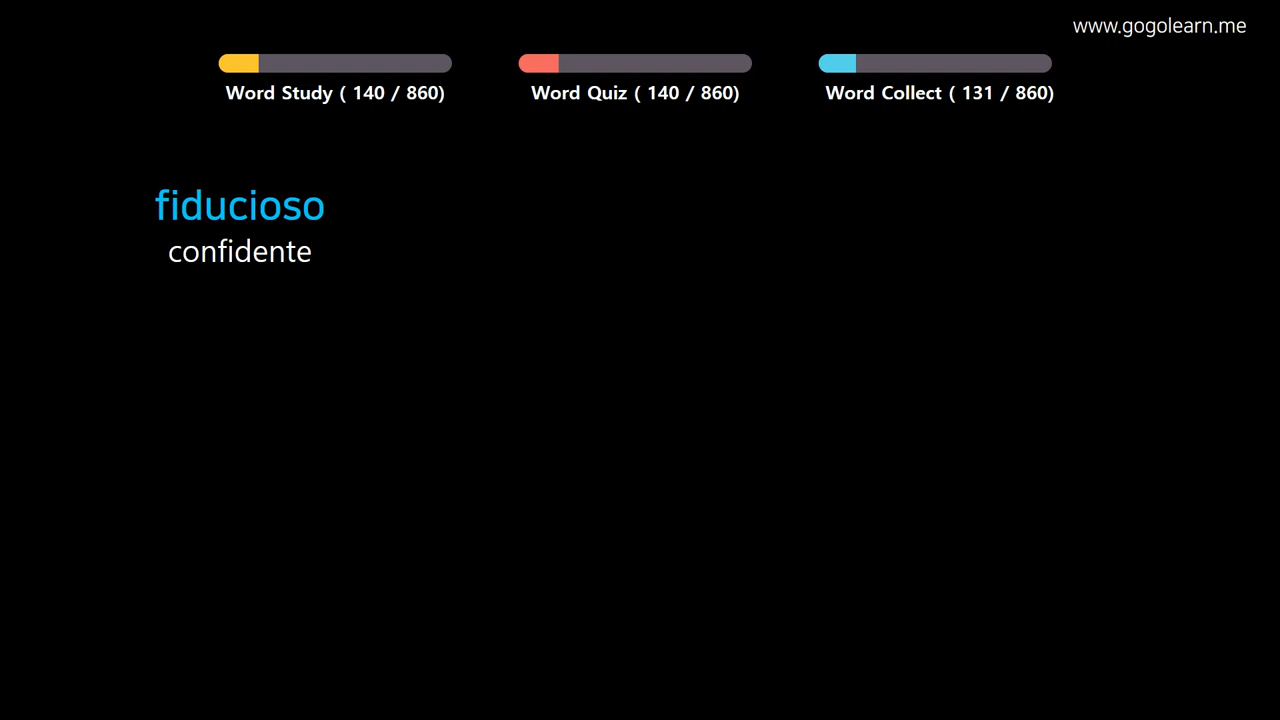 www.gogolearn.me
Word Study ( 140 / 860)
Word Quiz ( 140 / 860)
Word Collect ( 131 / 860)
fiducioso
confidente